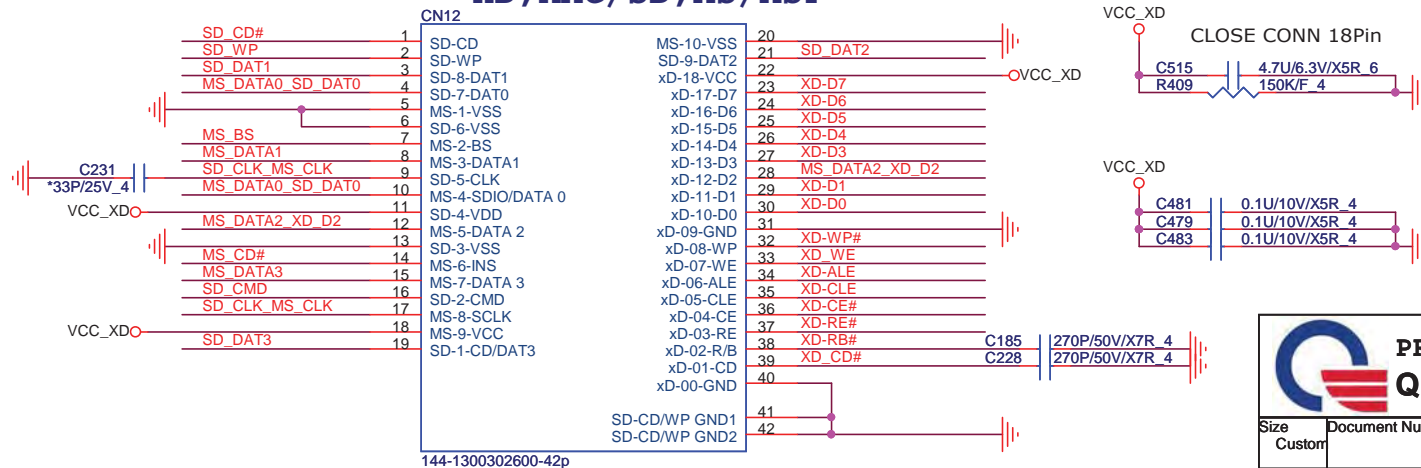 CN12
SD_CD# 1 SD-CD MS-10-VSS 20
SD_WP 2 SD-WP SD-9-DAT2 21 SD_DAT2
SD_DAT1 3 SD-8-DAT1 xD-18-VCC 22 VCC_XD
MS_DATA0_SD_DAT0 4 SD-7-DAT0 xD-17-D7 23 XD-D7
5 MS-1-VSS xD-16-D6 24 XD-D6
6 SD-6-VSS xD-15-D5 25 XD-D5
MS_BS 7 MS-2-BS xD-14-D4 26 XD-D4
MS_DATA1 8 MS-3-DATA1 xD-13-D3 27 XD-D3
C231 *33P/25V_4 SD_CLK_MS_CLK 9 SD-5-CLK xD-12-D2 28 MS_DATA2_XD_D2
MS_DATA0_SD_DAT0 10 MS-4-SDIO/DATA 0 xD-11-D1 29 XD-D1
VCC_XD 11 SD-4-VDD xD-10-D0 30 XD-D0
MS_DATA2_XD_D2 12 MS-5-DATA 2 xD-09-GND 31
13 SD-3-VSS xD-08-WP 32 XD-WP#
MS_CD# 14 MS-6-INS xD-07-WE 33 XD_WE
MS_DATA3 15 MS-7-DATA 3 xD-06-ALE 34 XD-ALE
SD_CMD 16 SD-2-CMD xD-05-CLE 35 XD-CLE
SD_CLK_MS_CLK 17 MS-8-SCLK xD-04-CE 36 XD-CE#
VCC_XD 18 MS-9-VCC xD-03-RE 37 XD-RE#
SD_DAT3 19 SD-1-CD/DAT3 xD-02-R/B 38 XD-RB# C185 270P/50V/X7R_4
xD-01-CD 39 XD_CD# C228 270P/50V/X7R_4
xD-00-GND 40
SD-CD/WP GND1 41
SD-CD/WP GND2 42
144-1300302600-42p
VCC_XD
CLOSE CONN 18Pin
C515 4.7U/6.3V/X5R_6
R409 150K/F_4
VCC_XD
C481 0.1U/10V/X5R_4
C479 0.1U/10V/X5R_4
C483 0.1U/10V/X5R_4
Size
Custom
Document Nu